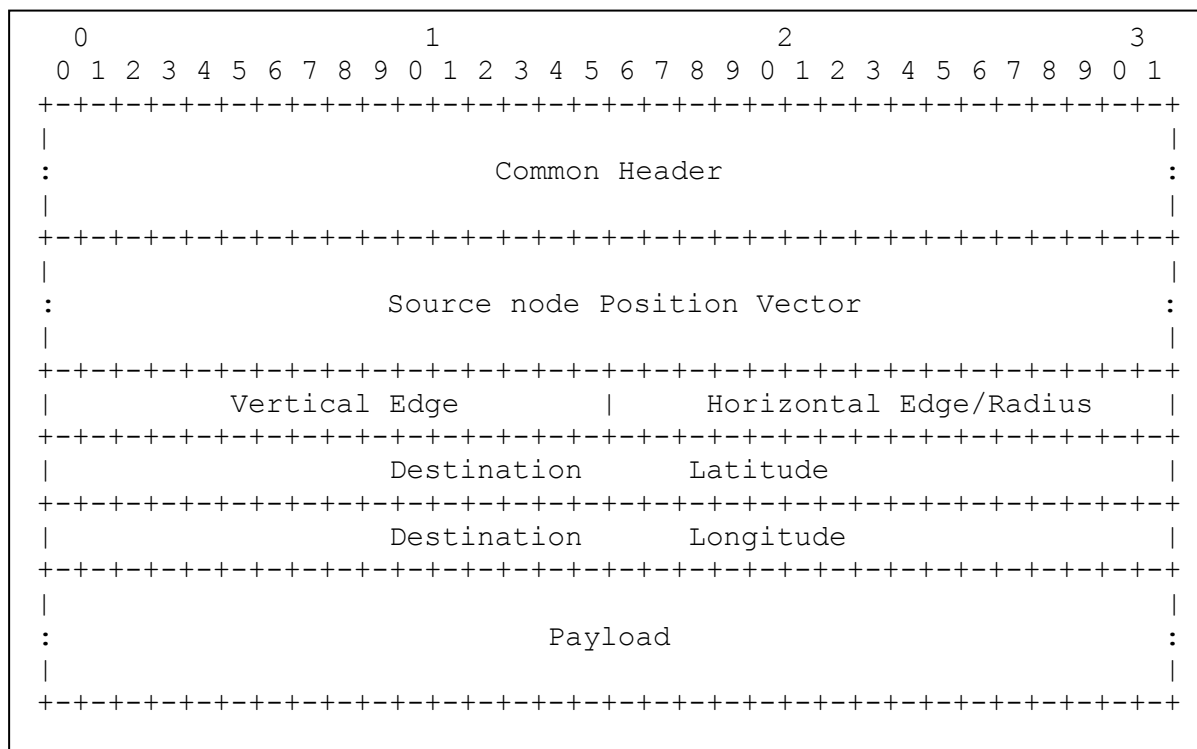 0                   1                   2                   3
0 1 2 3 4 5 6 7 8 9 0 1 2 3 4 5 6 7 8 9 0 1 2 3 4 5 6 7 8 9 0 1
+-+-+-+-+-+-+-+-+-+-+-+-+-+-+-+-+-+-+-+-+-+-+-+-+-+-+-+-+-+-+-+-+
|                                                               |
:                         Common Header                         :
|                                                               |
+-+-+-+-+-+-+-+-+-+-+-+-+-+-+-+-+-+-+-+-+-+-+-+-+-+-+-+-+-+-+-+-+
|                                                               |
:                   Source node Position Vector                 :
|                                                               |
+-+-+-+-+-+-+-+-+-+-+-+-+-+-+-+-+-+-+-+-+-+-+-+-+-+-+-+-+-+-+-+-+
|          Vertical Edge        |     Horizontal Edge/Radius    |
+-+-+-+-+-+-+-+-+-+-+-+-+-+-+-+-+-+-+-+-+-+-+-+-+-+-+-+-+-+-+-+-+
|                   Destination      Latitude                   |
+-+-+-+-+-+-+-+-+-+-+-+-+-+-+-+-+-+-+-+-+-+-+-+-+-+-+-+-+-+-+-+-+
|                   Destination      Longitude                  |
+-+-+-+-+-+-+-+-+-+-+-+-+-+-+-+-+-+-+-+-+-+-+-+-+-+-+-+-+-+-+-+-+
|                                                               |
:                            Payload                            :
|                                                               |
+-+-+-+-+-+-+-+-+-+-+-+-+-+-+-+-+-+-+-+-+-+-+-+-+-+-+-+-+-+-+-+-+